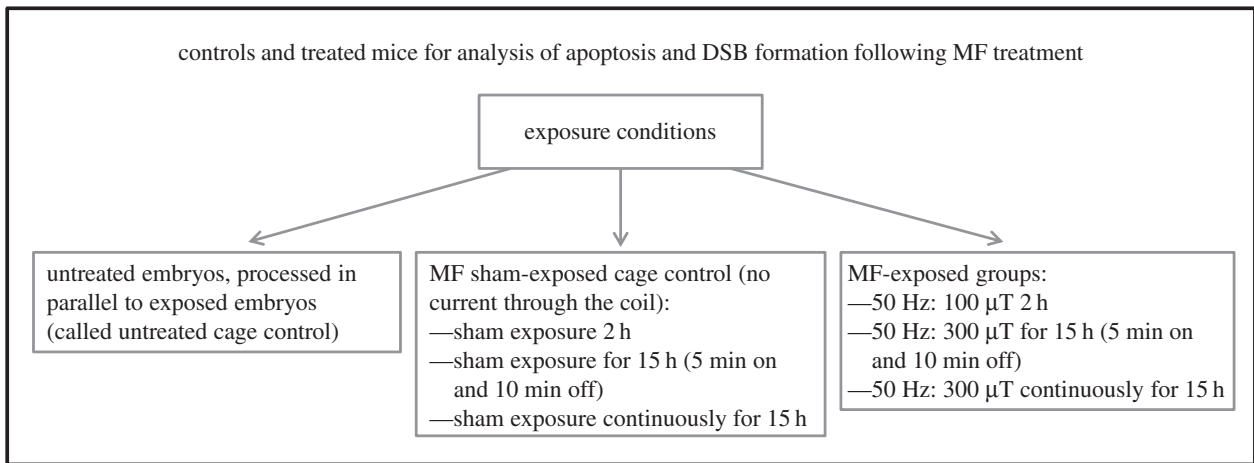 controls and treated mice for analysis of apoptosis and DSB formation following MF treatment
exposure conditions
untreated embryos, processed in
parallel to exposed embryos
(called untreated cage control)
MF sham-exposed cage control (no
current through the coil):
—sham exposure 2 h
—sham exposure for 15 h (5 min on
and 10 min off)
—sham exposure continuously for 15 h
MF-exposed groups:
—50 Hz: 100 μT 2 h
—50 Hz: 300 μT for 15 h (5 min on
and 10 min off)
—50 Hz: 300 μT continuously for 15 h